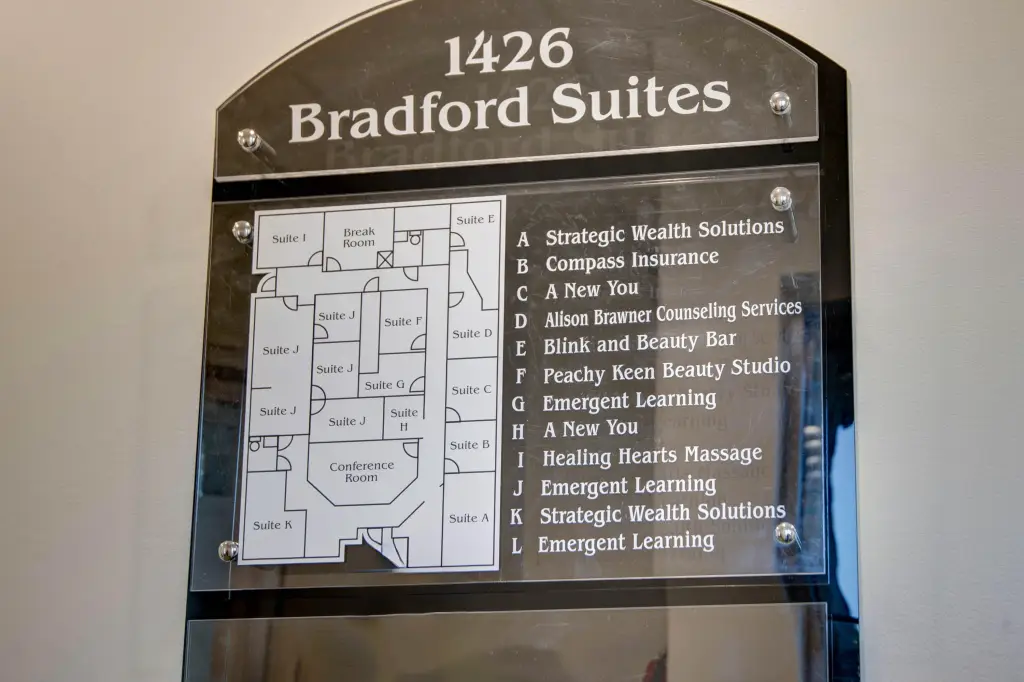 1426
Bradford Suites
Suite I
Break
Room
Suite E
Suite J
Suite F
Suite J
Suite D
Suite J
Suite G
Suite C
Suite J
Suite J
Suite
H
Suite B
Conference
Room
Suite K
Suite A
A Strategic Wealth Solutions
B Compass Insurance
C A New You
D Alison Brawner Counseling Services
E Blink and Beauty Bar
F Peachy Keen Beauty Studio
G Emergent Learning
H A New You
I Healing Hearts Massage
J Emergent Learning
K Strategic Wealth Solutions
L Emergent Learning